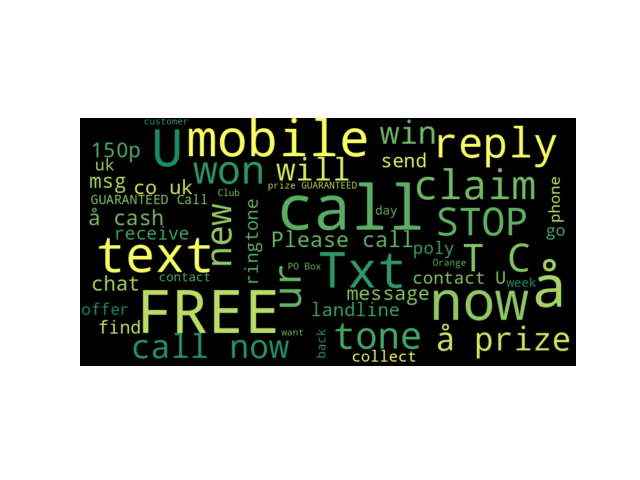 customer
150p
U
mobile
win
reply
uk
won
will
send
msg
co uk
Club
prize GUARANTEED
claim
phone
GUARANTEED Call
å cash
new
ringtone
call
day
STOP
go
receive
Please call
poly
T C
text
PO Box
Orange
å
chat
contact
ur
Txt
contact U
week
offer
FREE
message
now
find
landline
call now
want
back
tone
å prize
collect